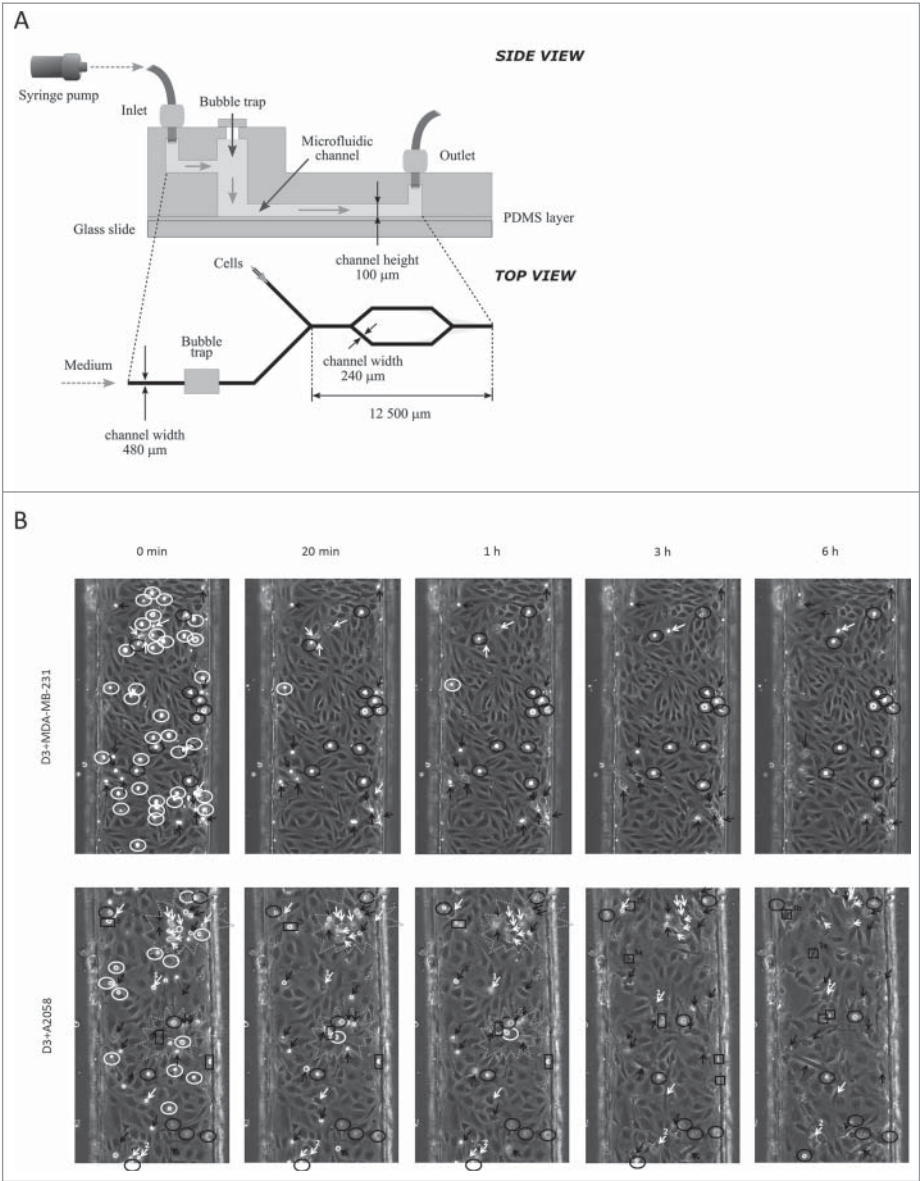 A
SIDE VIEW
Syringe pump
Inlet
Bubble trap
Microfluidic
channel
Outlet
Glass slide
PDMS layer
channel height
100 µm
TOP VIEW
Cells
Bubble
trap
Medium
channel width
240 µm
12 500 µm
channel width
480 µm
B
0 min
20 min
1 h
3 h
6 h
D3+MDA-MB-231
D3+A2058